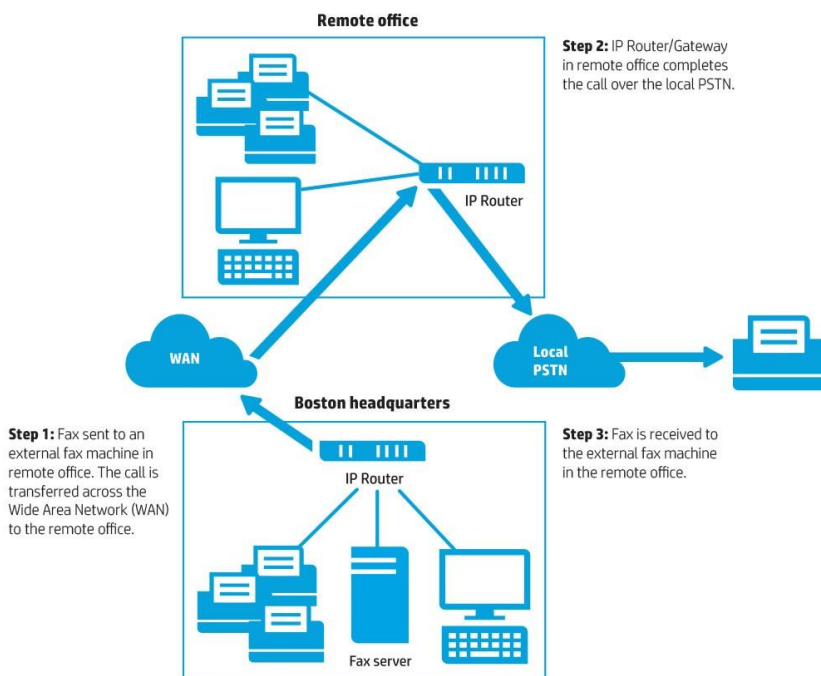 Remote office
Step 2: IP Router/Gateway
in remote office completes
the call over the local PSTN.
IP Router
WAN
Local
PSTN
Boston headquarters
Step 1: Fax sent to an
external fax machine in
remote office. The call is
transferred across the
Wide Area Network (WAN)
to the remote office.
IP Router
Step 3: Fax is received to
the external fax machine
in the remote office.
Fax server